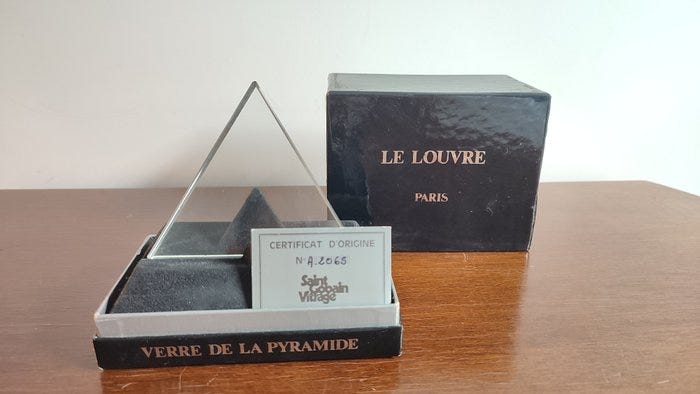 LE LOUVRE
PARIS
CERTIFICAT D'ORIGINE
N° A.2065
Saint
Gobain
Vitrage
VERRE DE LA PYRAMIDE